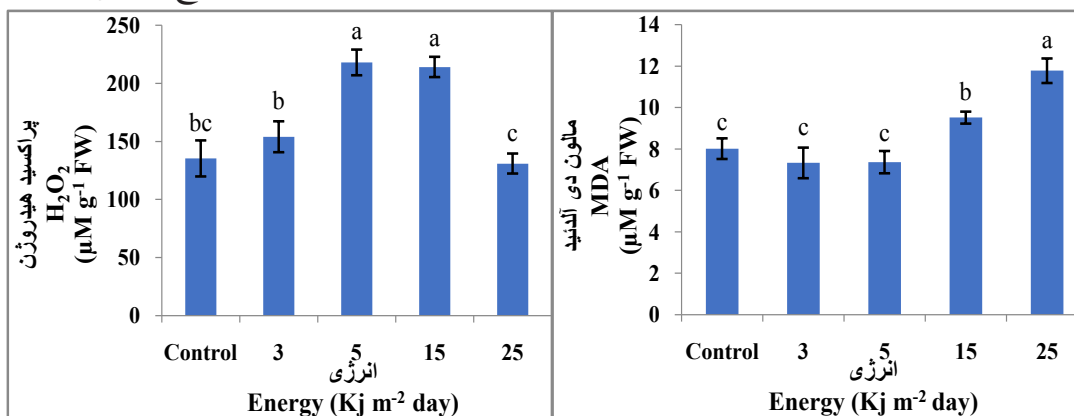 پراکسید هیدروژن
H₂O₂
(µM g⁻¹ FW)
250
200
150
100
50
0
bc
b
a
a
c
Control 3 5 15 25
انرژی
Energy (Kj m⁻² day)
مالون دی آلدئید
MDA
(µM g⁻¹ FW)
14
12
10
8
6
4
2
0
c
c
c
b
a
Control 3 5 15 25
انرژی
Energy (Kj m⁻² day)